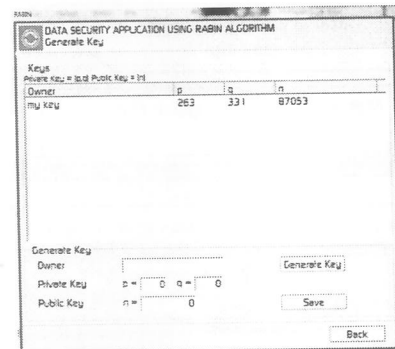 RABIN
DATA SECURITY APPLICATION USING RABIN ALGORITHM
Generate Key
Keys
Private Key = (p,q) Public Key = (n)
Owner p q n
my key 263 331 87053
Generate Key
Owner Generate Key
Private Key p = 0 q = 0
Public Key n = 0 Save
Back